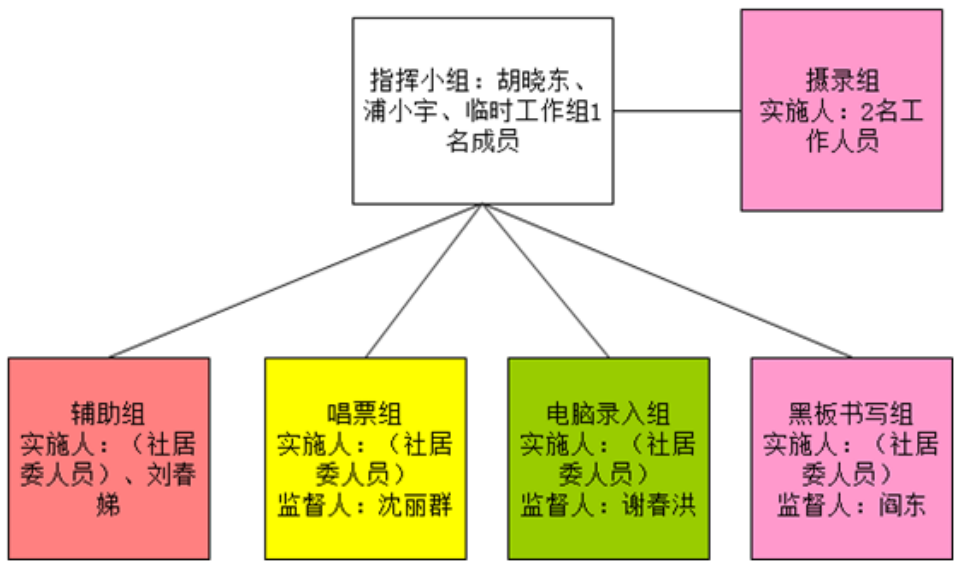 指挥小组：胡晓东、
浦小宇、临时工作组1
名成员
摄录组
实施人：2名工
作人员
辅助组
实施人：（社居
委人员）、刘春
娣
唱票组
实施人：（社居
委人员）
监督人：沈丽群
电脑录入组
实施人：（社居
委人员）
监督人：谢春洪
黑板书写组
实施人：（社居
委人员）
监督人：阎东